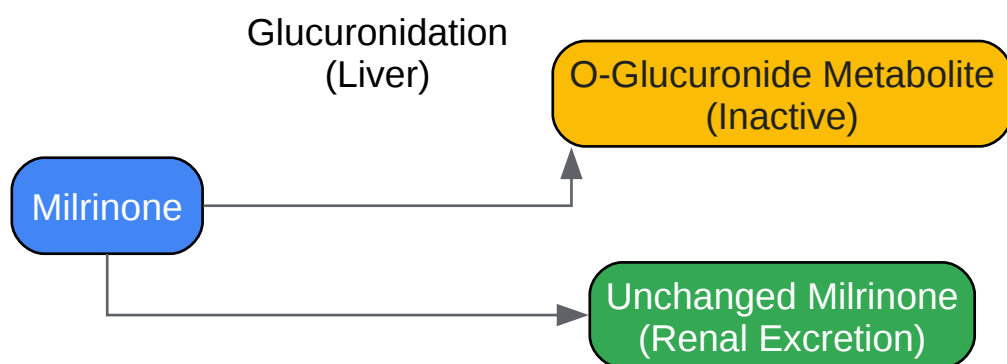 Glucuronidation
(Liver)
O-Glucuronide Metabolite
(Inactive)
Milrinone
Unchanged Milrinone
(Renal Excretion)